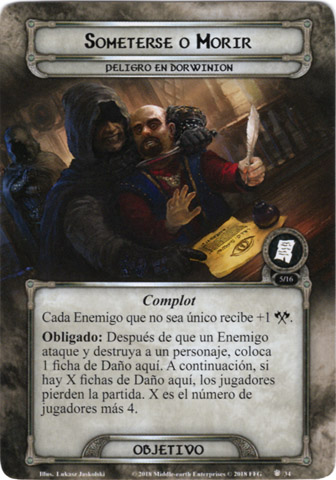 Someterse o Morir
Peligro en Dorwinion
5/16
Complot
Cada Enemigo que no sea único recibe +1
Obligado: Después de que un Enemigo
ataque y destruya a un personaje, coloca
1 ficha de Daño aquí. A continuación, si
hay X fichas de Daño aquí, los jugadores
pierden la partida. X es el número de
jugadores más 4.
Objetivo
Illus. Lukasz Jaskolski
©2018 Middle-earth Enterprises © 2018 FFG
34